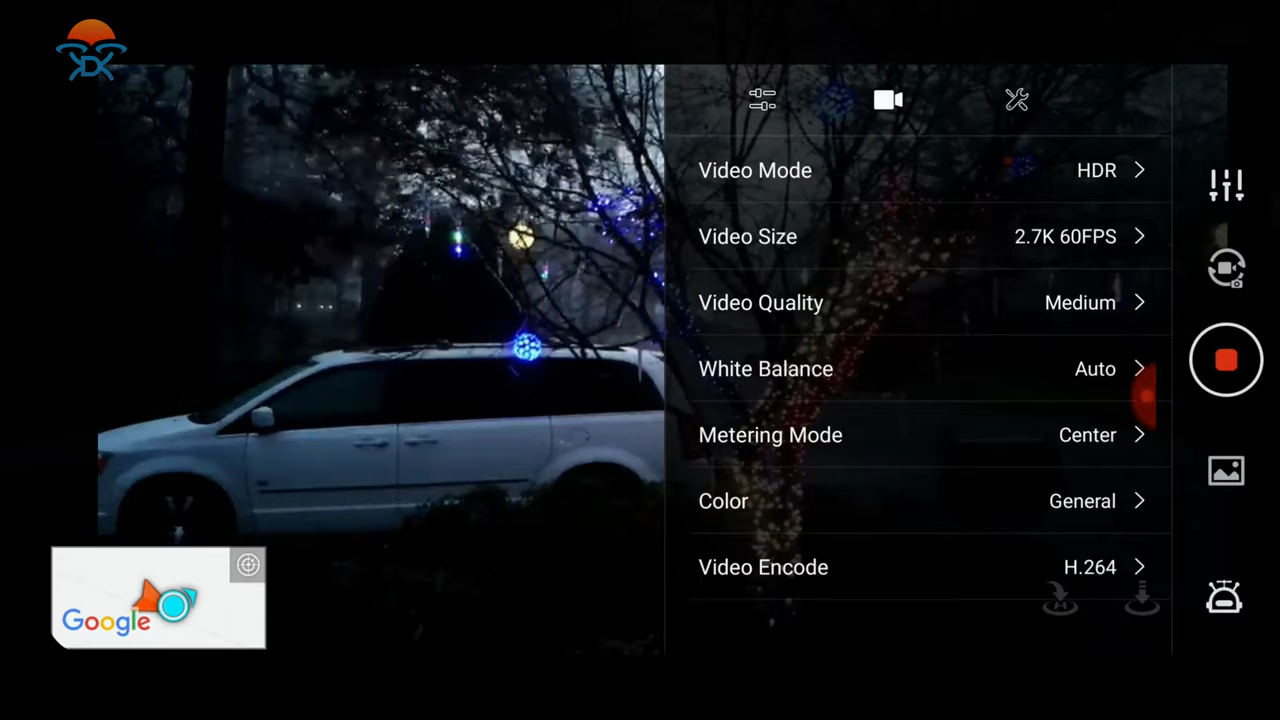 DX
Video Mode HDR
Video Size 2.7K 60FPS
Video Quality Medium
White Balance Auto
Metering Mode Center
Color General
Video Encode H.264
Google
H